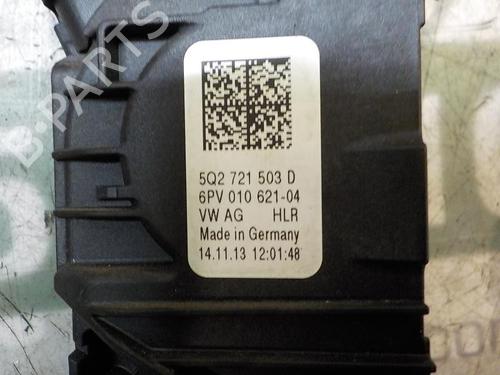 B-PARTS
5Q2 721 503 D
6PV 010 621-04
VW AG HLR
Made in Germany
14.11.13 12:01:48